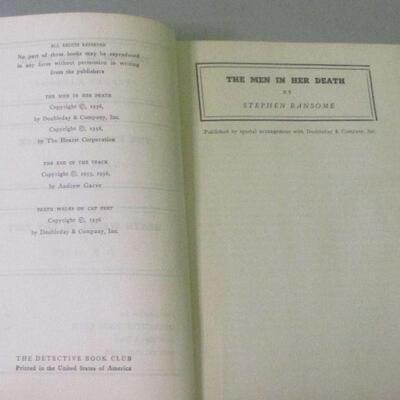 ALL RIGHTS RESERVED
No part of these books may be reproduced
in any form without permission in writing
from the publishers
THE MEN IN HER DEATH
Copyright ©, 1956,
by Doubleday & Company, Inc.
Copyright ©, 1956,
by The Hearst Corporation
THE END OF THE TRACK
Copyright ©, 1955, 1956,
by Andrew Garve
DEATH WALKS ON CAT FEET
Copyright ©, 1956
by Doubleday & Company, Inc.
THE DETECTIVE BOOK CLUB
Printed in the United States of America
THE MEN IN HER DEATH
BY
STEPHEN RANSOME
Published by special arrangement with Doubleday & Company, Inc.